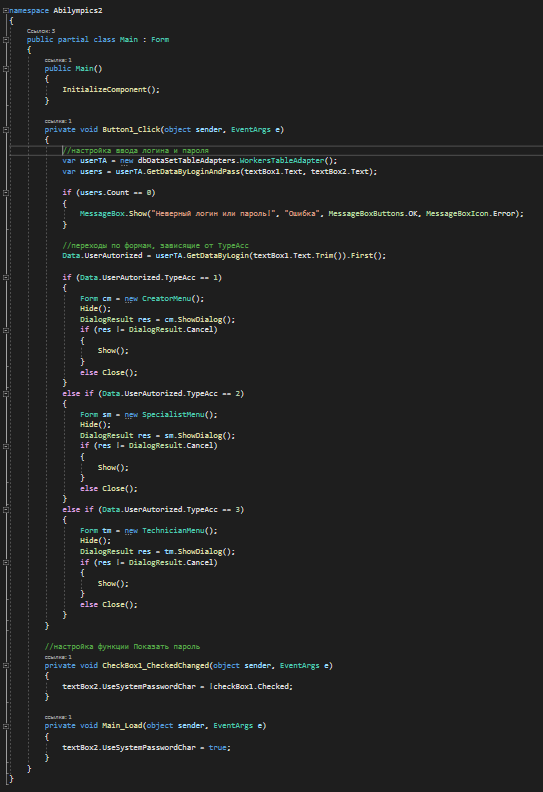 namespace Abilympics2
{
Ссылок: 3
public partial class Main : Form
{
ссылка: 1
public Main()
{
InitializeComponent();
}
ссылка: 1
private void Button1_Click(object sender, EventArgs e)
{
//настройка ввода логина и пароля
var userTA = new dbDataSetTableAdapters.WorkersTableAdapter();
var users = userTA.GetDataByLoginAndPass(textBox1.Text, textBox2.Text);
if (users.Count == 0)
{
MessageBox.Show("Неверный логин или пароль!", "Ошибка", MessageBoxButtons.OK, MessageBoxIcon.Error);
}
//переходы по формам, зависящие от TypeAcc
Data.UserAutorized = userTA.GetDataByLogin(textBox1.Text.Trim()).First();
if (Data.UserAutorized.TypeAcc == 1)
{
Form cm = new CreatorMenu();
Hide();
DialogResult res = cm.ShowDialog();
if (res != DialogResult.Cancel)
{
Show();
}
else Close();
}
else if (Data.UserAutorized.TypeAcc == 2)
{
Form sm = new SpecialistMenu();
Hide();
DialogResult res = sm.ShowDialog();
if (res != DialogResult.Cancel)
{
Show();
}
else Close();
}
else if (Data.UserAutorized.TypeAcc == 3)
{
Form tm = new TechnicianMenu();
Hide();
DialogResult res = tm.ShowDialog();
if (res != DialogResult.Cancel)
{
Show();
}
else Close();
}
}
//настройка функции Показать пароль
ссылка: 1
private void CheckBox1_CheckedChanged(object sender, EventArgs e)
{
textBox2.UseSystemPasswordChar = !checkBox1.Checked;
}
ссылка: 1
private void Main_Load(object sender, EventArgs e)
{
textBox2.UseSystemPasswordChar = true;
}
}
}